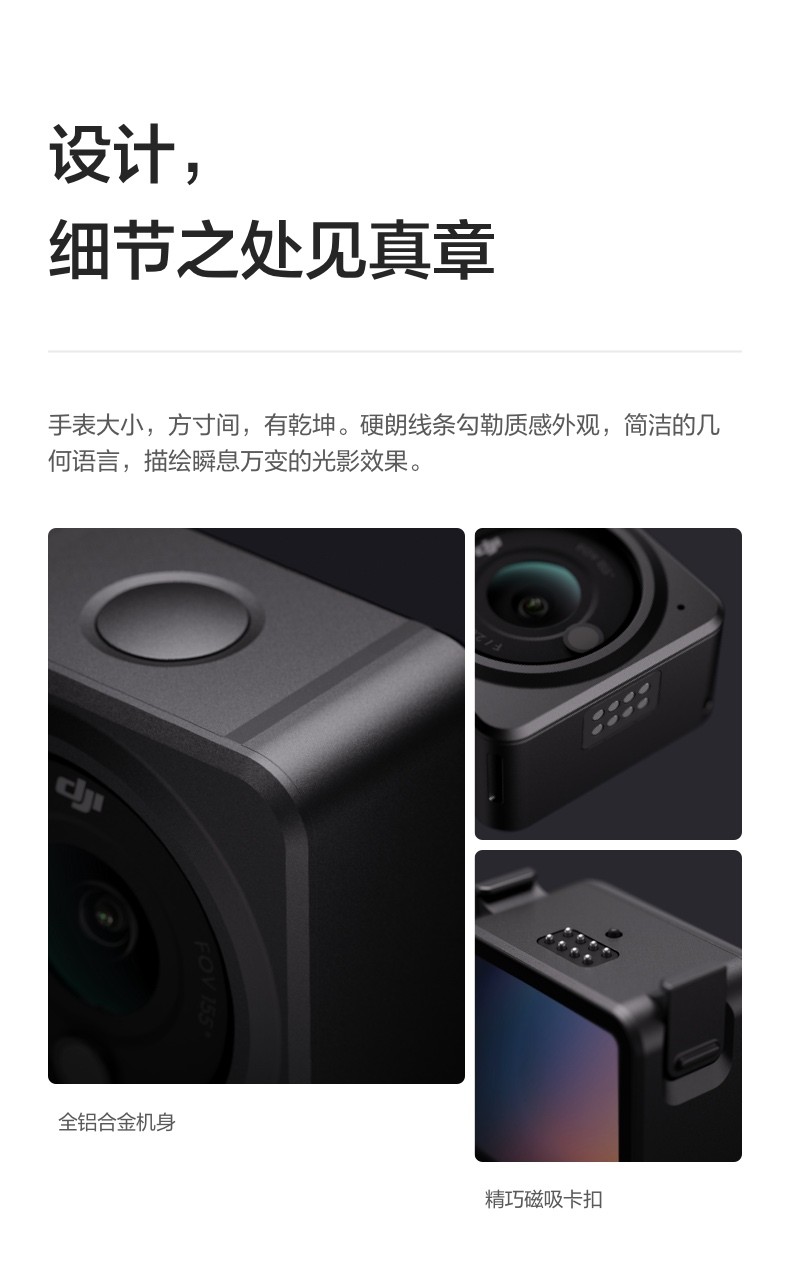 设计，
细节之处见真章
手表大小，方寸间，有乾坤。硬朗线条勾勒质感外观，简洁的几
何语言，描绘瞬息万变的光影效果。
dji
FOV 155°
dji
全铝合金机身
精巧磁吸卡扣